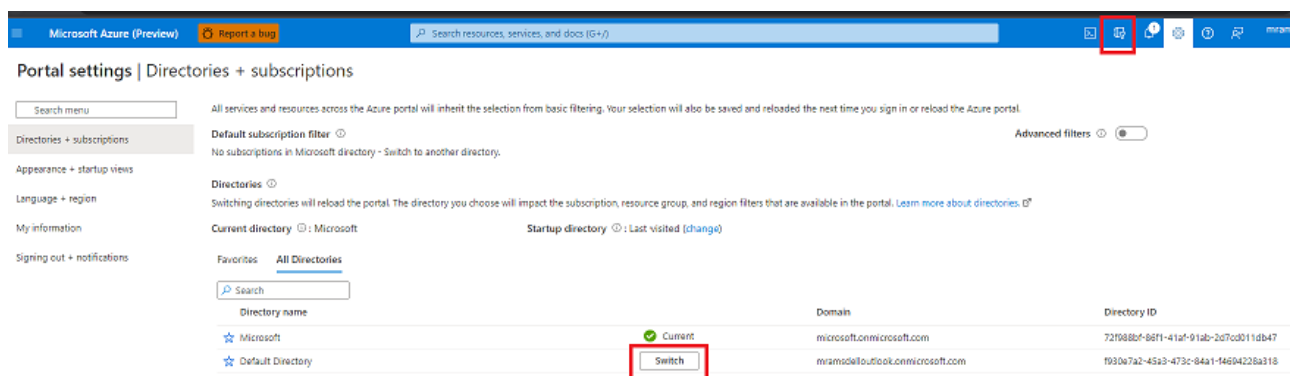 Microsoft Azure (Preview) Report a bug Search resources, services, and docs (G+/) mram
Portal settings | Directories + subscriptions
Search menu
All services and resources across the Azure portal will inherit the selection from basic filtering. Your selection will also be saved and reloaded the next time you sign in or reload the Azure portal.
Directories + subscriptions
Default subscription filter
Advanced filters
No subscriptions in Microsoft directory - Switch to another directory.
Appearance + startup views
Directories
Language + region
Switching directories will reload the portal. The directory you choose will impact the subscription, resource group, and region filters that are available in the portal. Learn more about directories.
My information
Current directory : Microsoft Startup directory : Last visited (change)
Signing out + notifications
Favorites All Directories
Search
Directory name Domain Directory ID
Microsoft Current microsoft.onmicrosoft.com 72f988bf-86f1-41af-91ab-2d7cd011db47
Default Directory Switch mramsdelloutlook.onmicrosoft.com f930e7a2-45a3-473c-84a1-f4694228a318